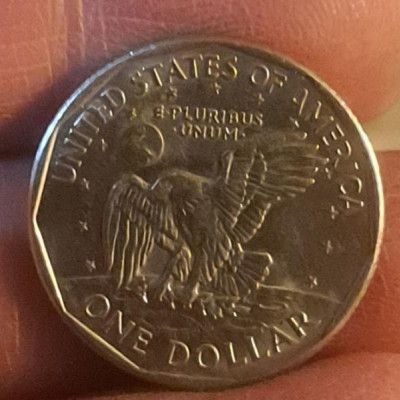 UNITED STATES OF AMERICA
E·PLURIBUS
·UNUM·
ONE DOLLAR